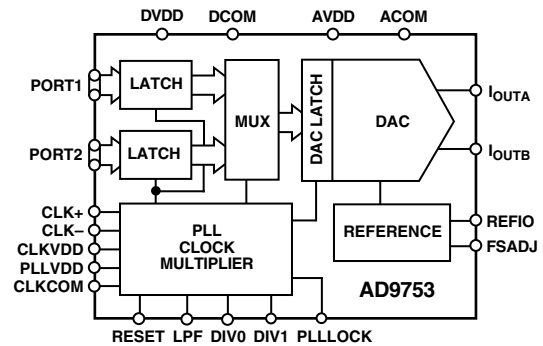 DVDD DCOM AVDD ACOM
PORT1
LATCH
PORT2
LATCH
MUX
DAC LATCH
DAC
IOUTA
IOUTB
CLK+
CLK–
CLKVDD
PLLVDD
CLKCOM
PLL
CLOCK
MULTIPLIER
REFERENCE
REFIO
FSADJ
AD9753
RESET LPF DIV0 DIV1 PLLLOCK